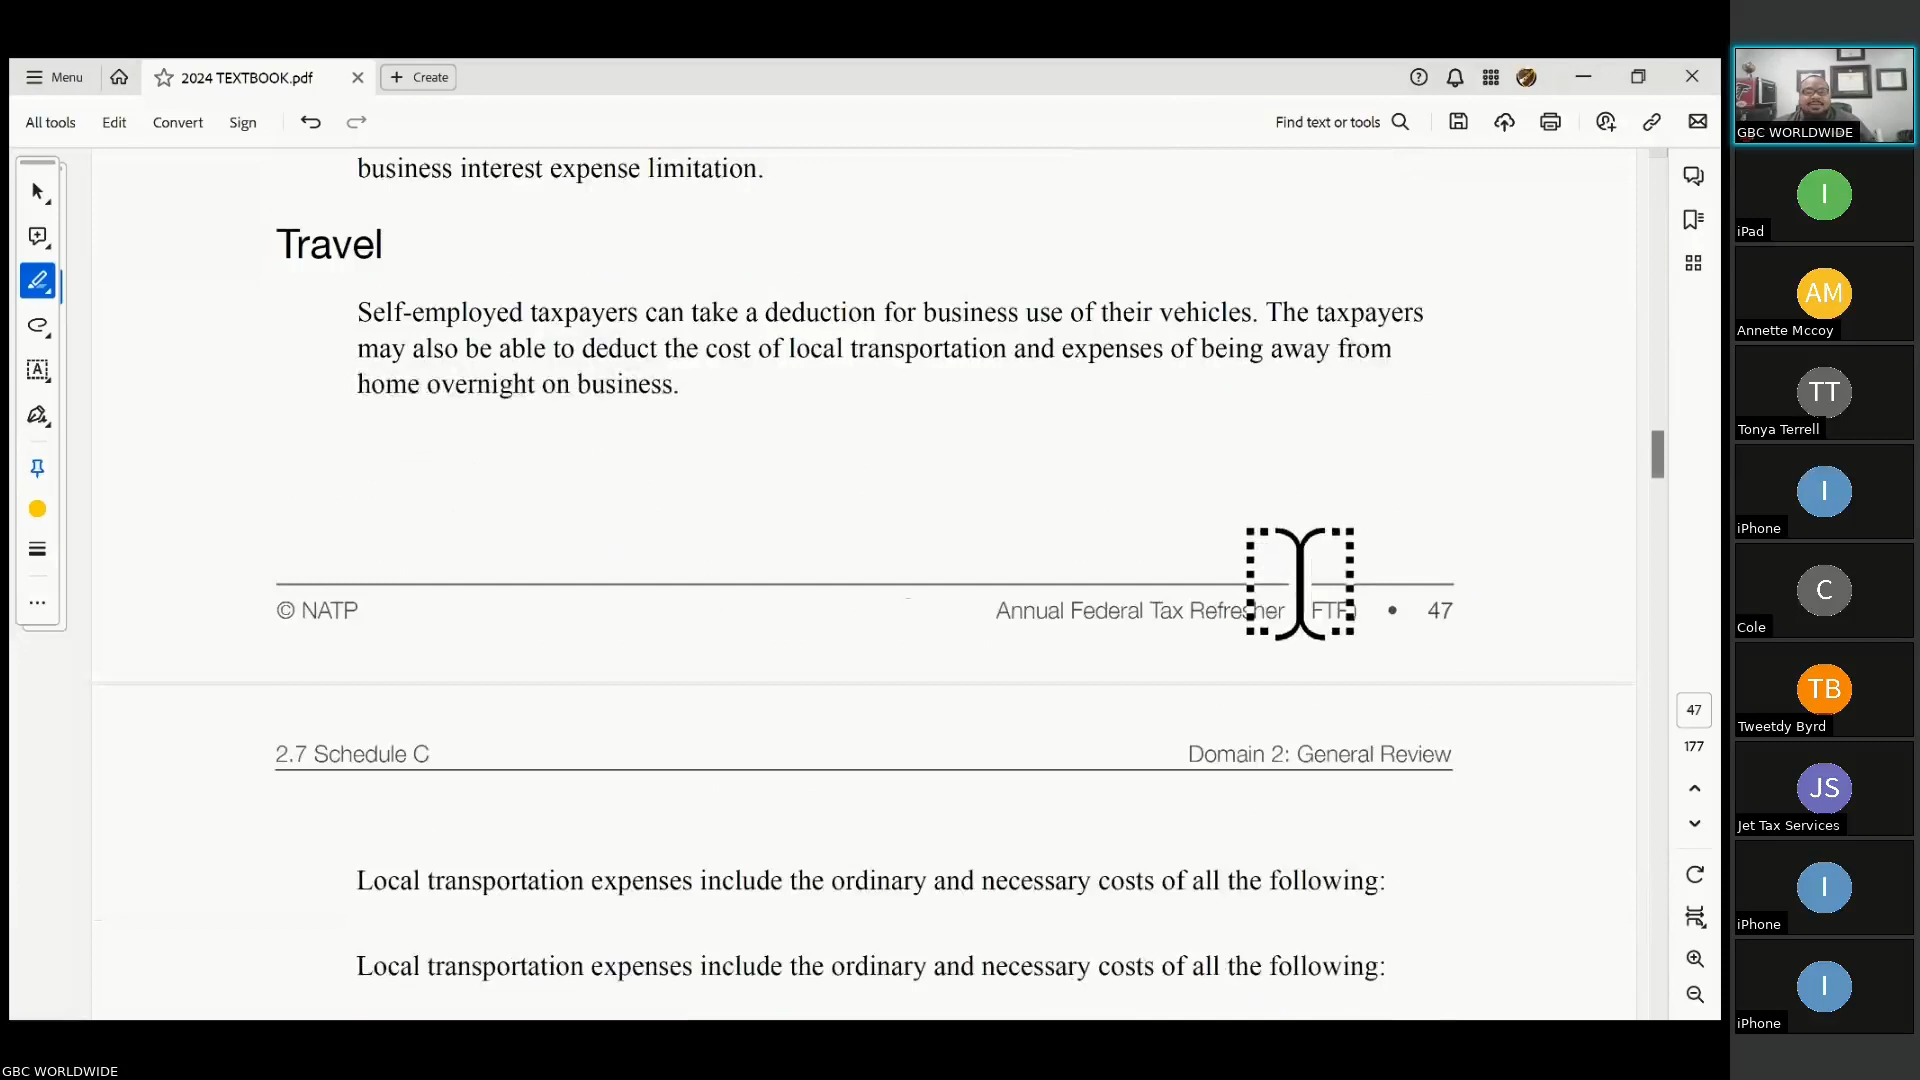 Menu
2024 TEXTBOOK.pdf
Create
All tools
Edit
Convert
Sign
Find text or tools
business interest expense limitation.
Travel
Self-employed taxpayers can take a deduction for business use of their vehicles. The taxpayers
may also be able to deduct the cost of local transportation and expenses of being away from
home overnight on business.
© NATP
Annual Federal Tax Refresher FTR) • 47
2.7 Schedule C
Domain 2: General Review
Local transportation expenses include the ordinary and necessary costs of all the following:
Local transportation expenses include the ordinary and necessary costs of all the following:
47
177
GBC WORLDWIDE
I
iPad
AM
Annette Mccoy
TT
Tonya Terrell
I
iPhone
C
Cole
TB
Tweetdy Byrd
JS
Jet Tax Services
I
iPhone
I
iPhone
GBC WORLDWIDE